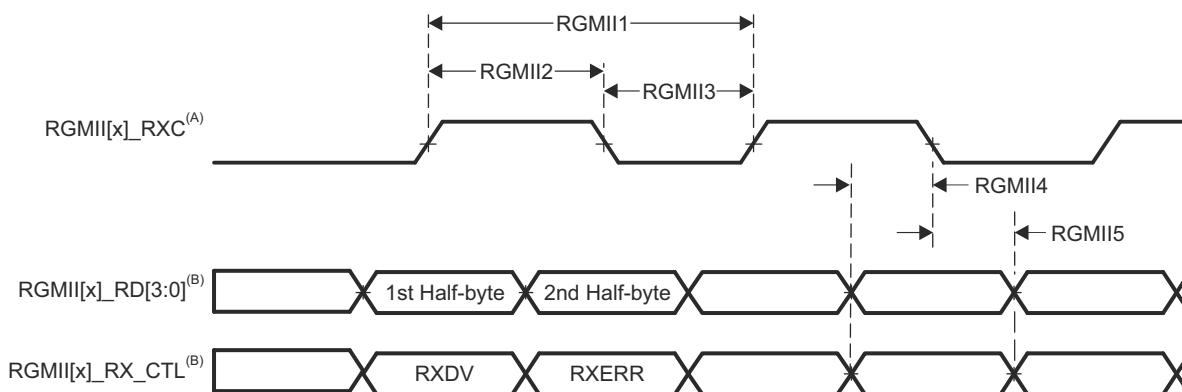 RGMII1
RGMII2
RGMII3
RGMII[x]_RXC(A)
RGMII4
RGMII5
RGMII[x]_RD[3:0](B)
1st Half-byte
2nd Half-byte
RGMII[x]_RX_CTL(B)
RXDV
RXERR